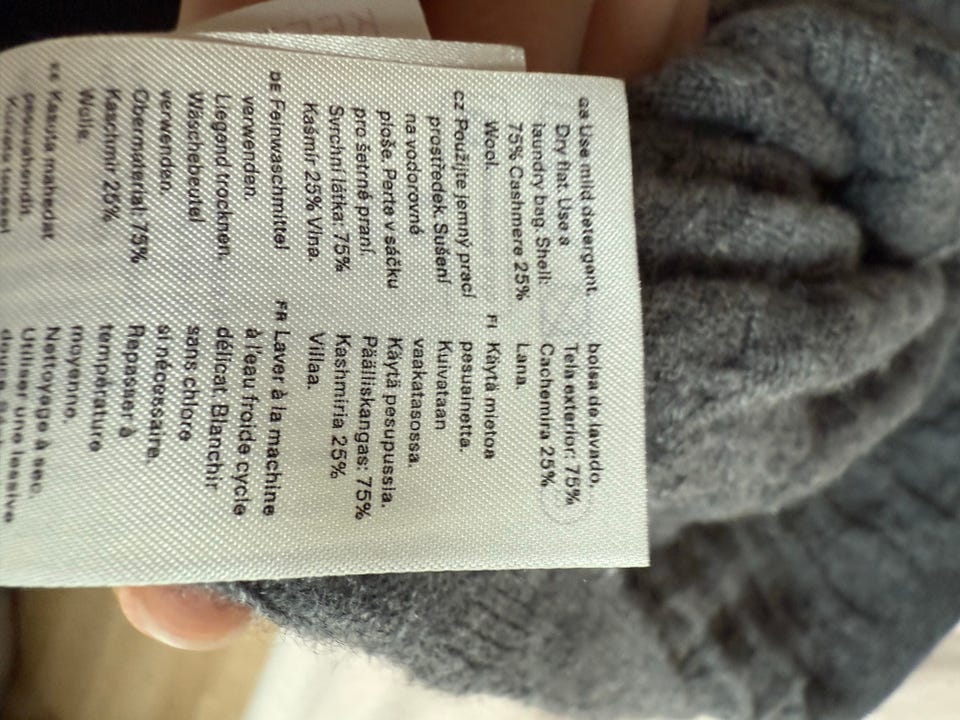 GB Use mild detergent.
Dry flat. Use a
laundry bag. Shell:
75% Cashmere 25%
Wool.
CZ Použijte jemný prací
prostředek. Sušení
na vodorovné
ploše. Perte v sáčku
pro šetrné praní.
Svrchní látka: 75%
Kašmír 25% Vlna.
DE Feinwaschmittel
verwenden.
Liegend trocknen.
Wäschebeutel
verwenden.
Obermaterial: 75%
Kaschmir 25%
Wolle.
EE Kasuta mahedat
pesuvahendit.
bolsa de lavado.
Tela exterior: 75%
Cachemira 25%
Lana.
FI Käytä mietoa
pesuainetta.
Kuivataan
vaakatasossa.
Käytä pesupussia.
Päälliskangas: 75%
Kashmiria 25%
Villaa.
FR Laver à la machine
à l'eau froide cycle
délicat. Blanchir
sans chlore
si nécessaire.
Repasser à
température
moyenne.
Nettoyage à sec.
Utiliser une lessive